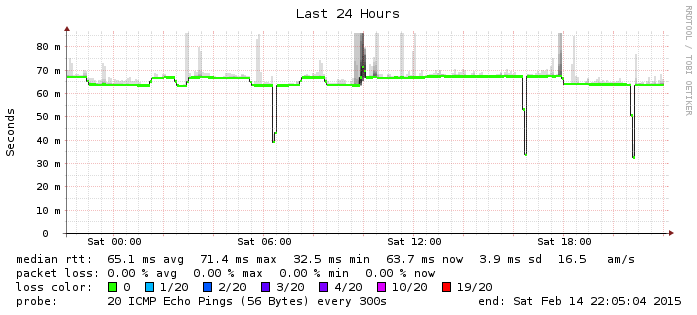 Last 24 Hours
RRDTOOL / TOBI OETIKER
Seconds
80 m
70 m
60 m
50 m
40 m
30 m
20 m
10 m
0
Sat 00:00 Sat 06:00 Sat 12:00 Sat 18:00
median rtt: 65.1 ms avg 71.4 ms max 32.5 ms min 63.7 ms now 3.9 ms sd 16.5 am/s
packet loss: 0.00 % avg 0.00 % max 0.00 % min 0.00 % now
loss color: 0 1/20 2/20 3/20 4/20 10/20 19/20
probe: 20 ICMP Echo Pings (56 Bytes) every 300s end: Sat Feb 14 22:05:04 2015